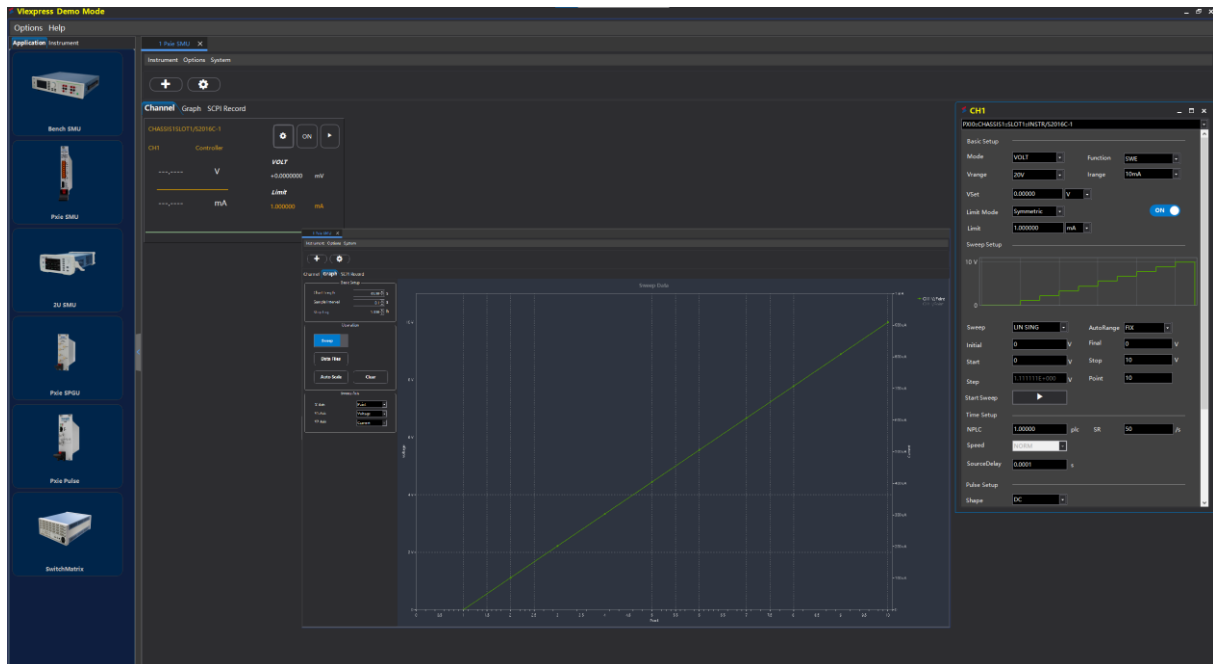 Vlexpress Demo Mode
Options Help
Application Instrument
Bench SMU
Pxie SMU
2U SMU
Pxie SPGU
Pxie Pulse
SwitchMatrix
1 Pxie SMU X
Instrument Options System
Channel Graph SCPI Record
CHASSIS1SLOT1/S2016C-1
CH1 Controller
ON
---.---- V
---.---- mA
VOLT
+0.0000000 mV
Limit
1.000000 mA
Instrument Options System
Channel Graph SCPI Record
Data Files
Auto Scale Clear
Sweep Data
Voltage
Current
CH1
PXI0::CHASSIS1::SLOT1::INSTR/S2016C-1
Basic Setup
Mode VOLT Function SWE
Vrange 20V Irange 10mA
VSet 0.00000 V
Limit Mode Symmetric ON
Limit 1.000000 mA
Sweep Setup
10 V
0
Sweep LIN SING AutoRange FIX
Initial 0 V Final 0 V
Start 0 V Stop 10 V
Step 1.111111E+000 V Point 10
Start Sweep
Time Setup
NPLC 1.00000 plc SR 50 /s
Speed NORM
SourceDelay 0.0001 s
Pulse Setup
Shape DC